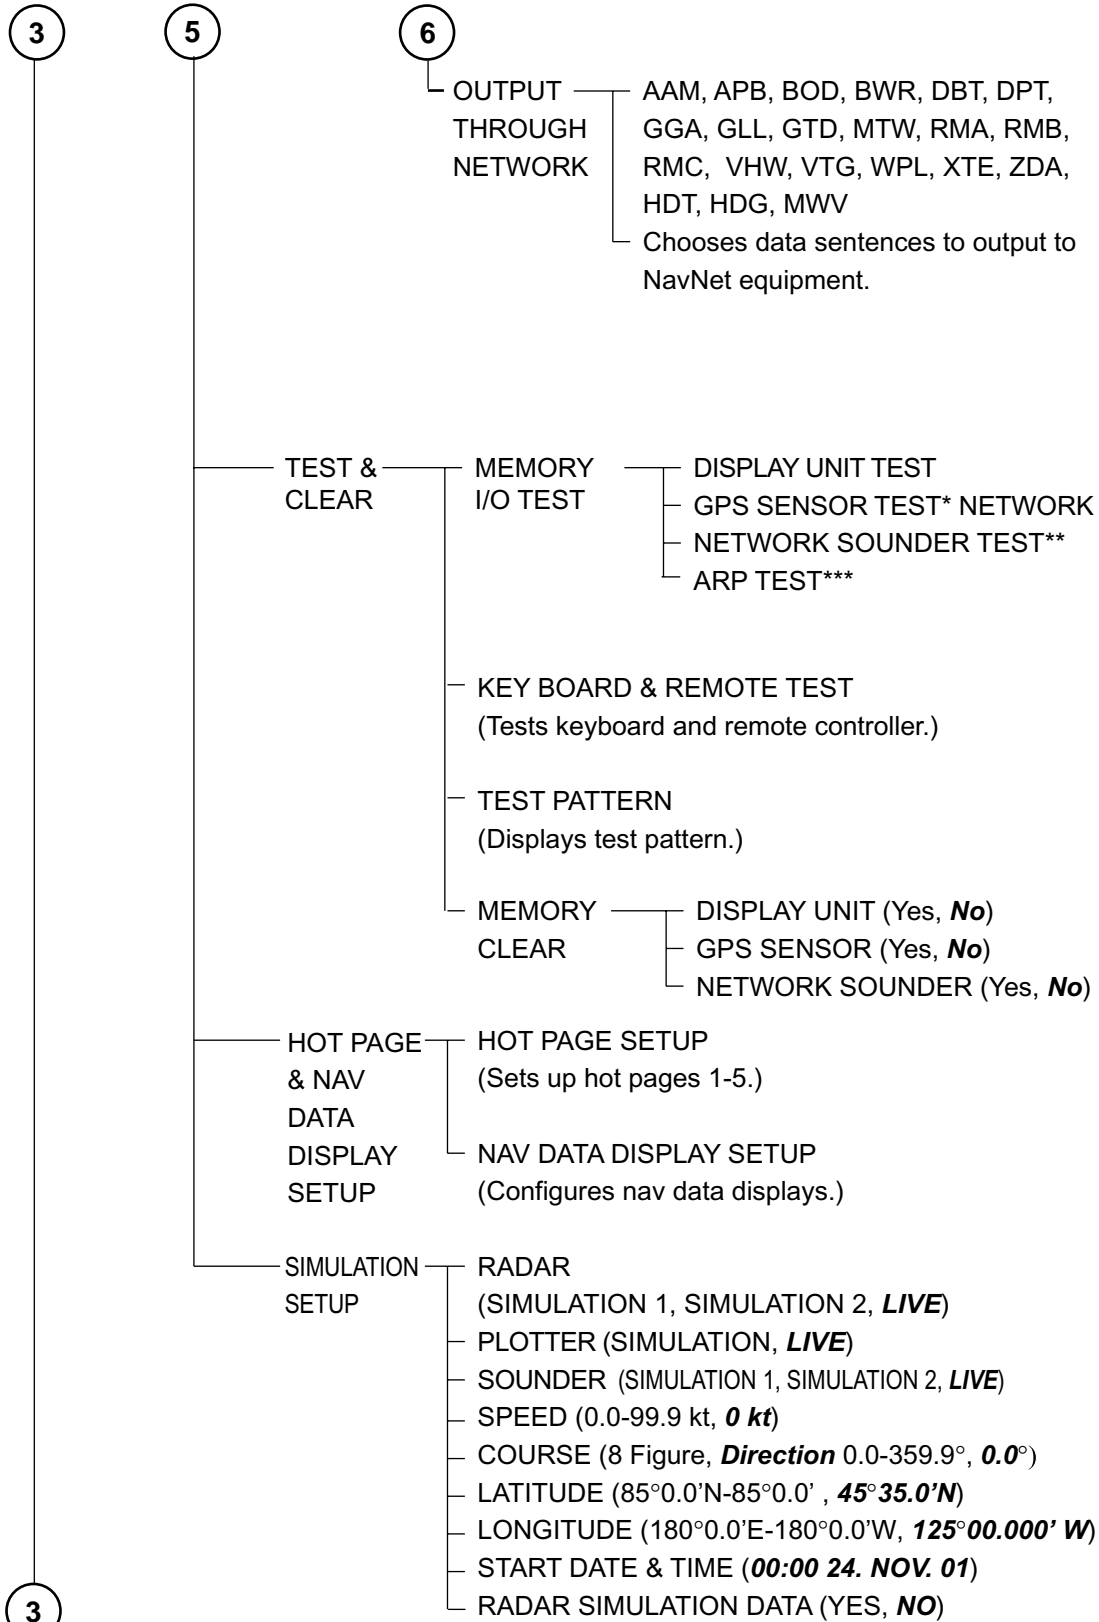 3 5 6
OUTPUT AAM, APB, BOD, BWR, DBT, DPT,
THROUGH GGA, GLL, GTD, MTW, RMA, RMB,
NETWORK RMC, VHW, VTG, WPL, XTE, ZDA,
HDT, HDG, MWV
Chooses data sentences to output to
NavNet equipment.
TEST & MEMORY DISPLAY UNIT TEST
CLEAR I/O TEST GPS SENSOR TEST* NETWORK
NETWORK SOUNDER TEST**
ARP TEST***
KEY BOARD & REMOTE TEST
(Tests keyboard and remote controller.)
TEST PATTERN
(Displays test pattern.)
MEMORY DISPLAY UNIT (Yes, No)
CLEAR GPS SENSOR (Yes, No)
NETWORK SOUNDER (Yes, No)
HOT PAGE HOT PAGE SETUP
& NAV (Sets up hot pages 1-5.)
DATA
DISPLAY NAV DATA DISPLAY SETUP
SETUP (Configures nav data displays.)
SIMULATION RADAR
SETUP (SIMULATION 1, SIMULATION 2, LIVE)
PLOTTER (SIMULATION, LIVE)
SOUNDER (SIMULATION 1, SIMULATION 2, LIVE)
SPEED (0.0-99.9 kt, 0 kt)
COURSE (8 Figure, Direction 0.0-359.9°, 0.0°)
LATITUDE (85°0.0’N-85°0.0’ , 45°35.0’N)
LONGITUDE (180°0.0’E-180°0.0’W, 125°00.000’ W)
START DATE & TIME (00:00 24. NOV. 01)
RADAR SIMULATION DATA (YES, NO)
3